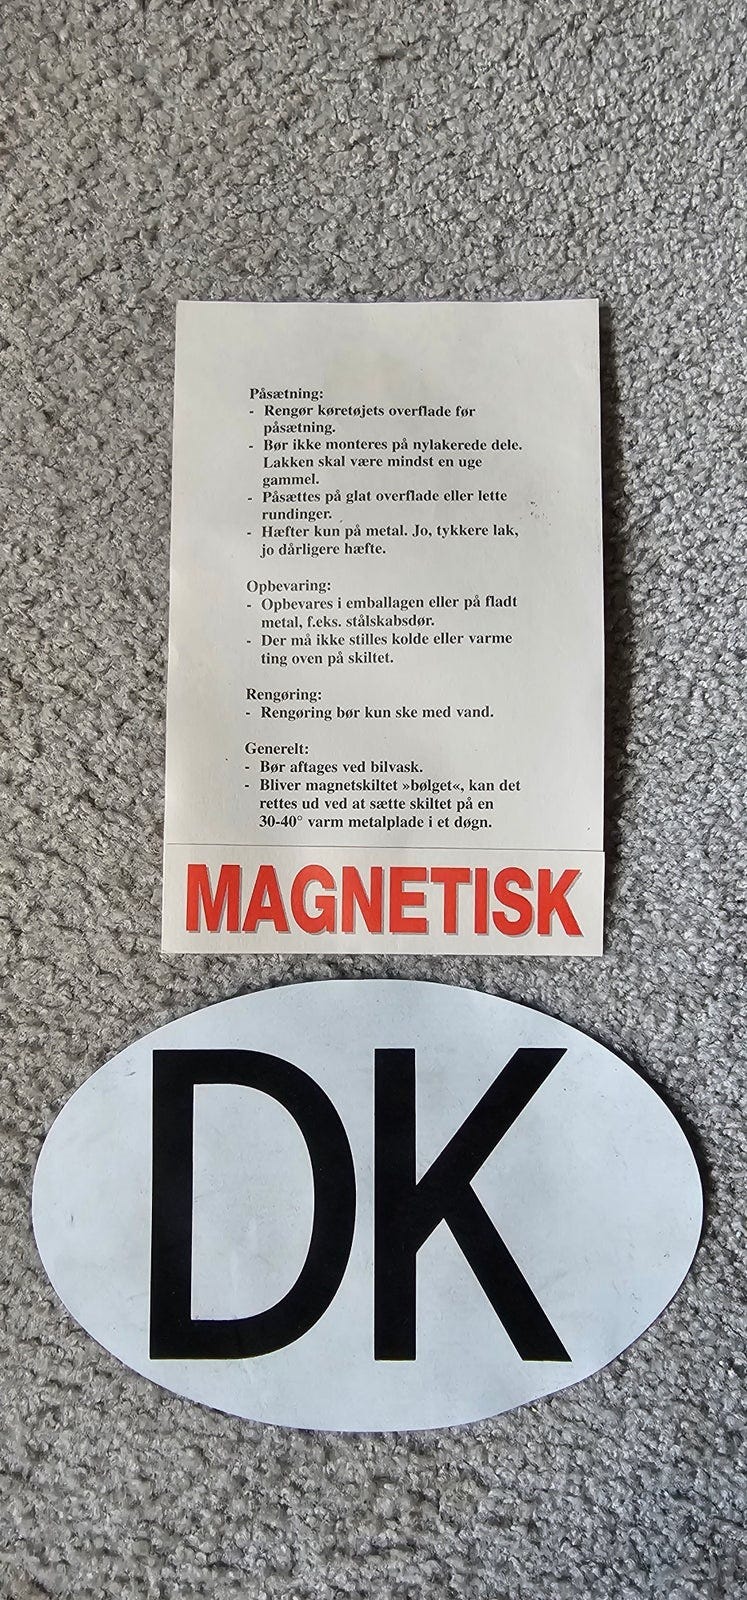 Påsætning:
- Rengør køretøjets overflade før
påsætning.
- Bør ikke monteres på nylakerede dele.
Lakken skal være mindst en uge
gammel.
- Påsættes på glat overflade eller lette
rundinger.
- Hæfter kun på metal. Jo, tykkere lak,
jo dårligere hæfte.
Opbevaring:
- Opbevares i emballagen eller på fladt
metal, f.eks. stålskabsdør.
- Der må ikke stilles kolde eller varme
ting oven på skiltet.
Rengøring:
- Rengøring bør kun ske med vand.
Generelt:
- Bør aftages ved bilvask.
- Bliver magnetskiltet »bølget«, kan det
rettes ud ved at sætte skiltet på en
30-40° varm metalplade i et døgn.
MAGNETISK
DK